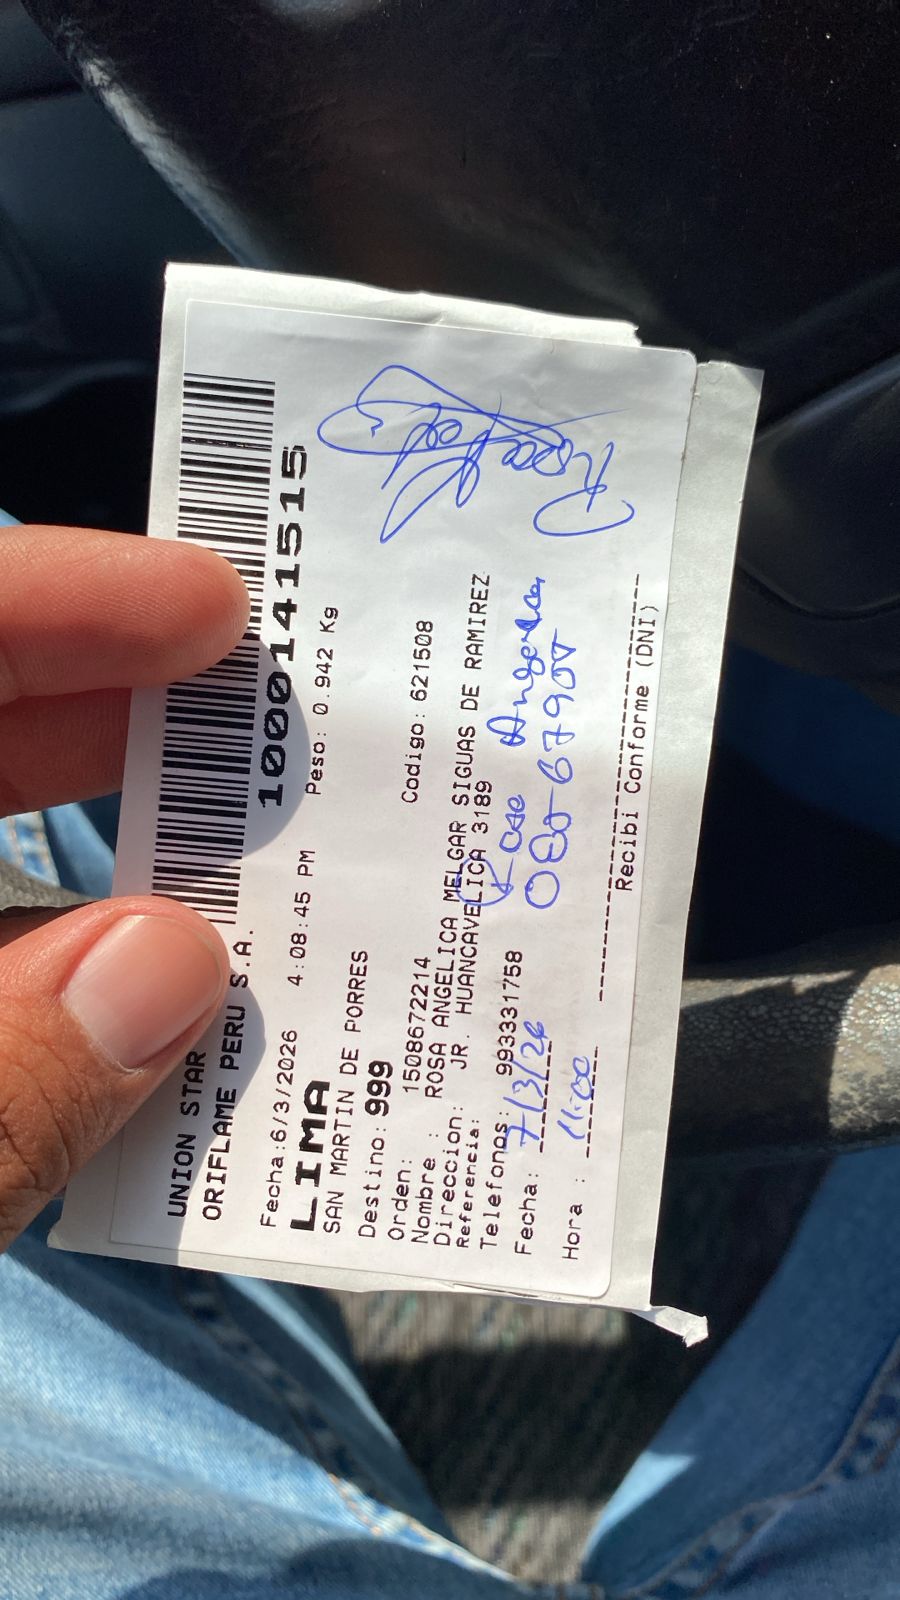 UNION STAR
ORIFLAME PERU S.A.
1000141515
Fecha:6/3/2026 4:08:45 PM Peso: 0.942 Kg
LIMA
SAN MARTIN DE PORRES
Destino: 999
Orden: 1508672214 Codigo: 621508
Nombre : ROSA ANGELICA MELGAR SIGUAS DE RAMIREZ
Direccion: JR. HUANCAVELICA 3189
Referencia:
Telefonos: 993331758
Fecha: 7/3/26 Rosa Angelica
Hora : 11:00
Recibi Conforme (DNI)